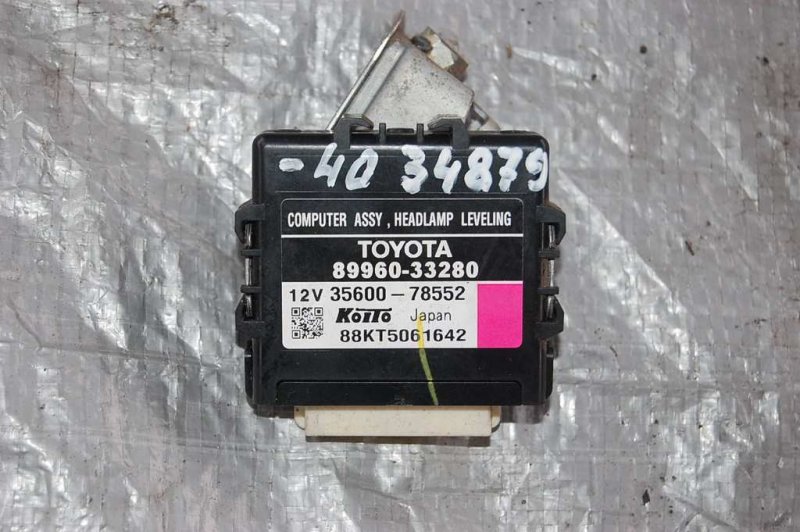 -40 34879
COMPUTER ASSY , HEADLAMP LEVELING
TOYOTA
89960-33280
12V 35600-78552
KOITO Japan
88KT5061642